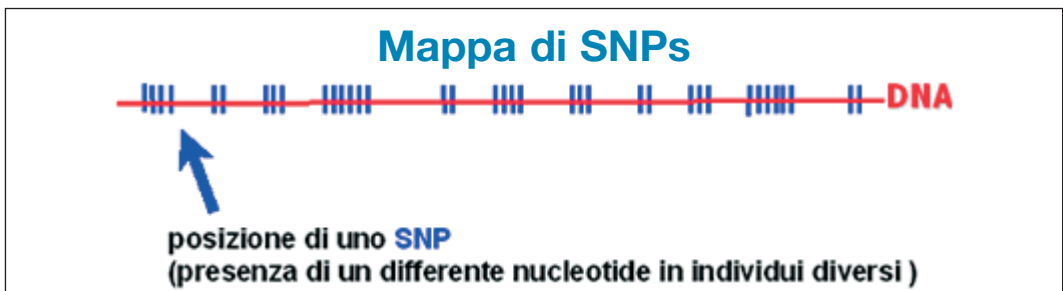 Mappa di SNPs
DNA
posizione di uno SNP
(presenza di un differente nucleotide in individui diversi )